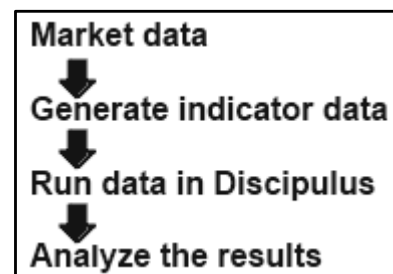 Market data
Generate indicator data
Run data in Discipulus
Analyze the results